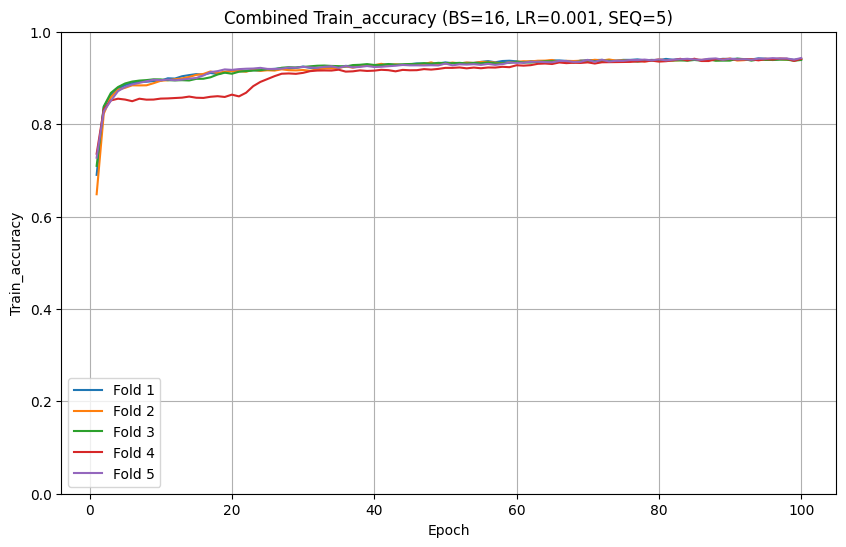 Combined Train_accuracy (BS=16, LR=0.001, SEQ=5)
1.0
0.8
0.6
0.4
0.2
0.0
Train_accuracy
Fold 1
Fold 2
Fold 3
Fold 4
Fold 5
0 20 40 60 80 100
Epoch